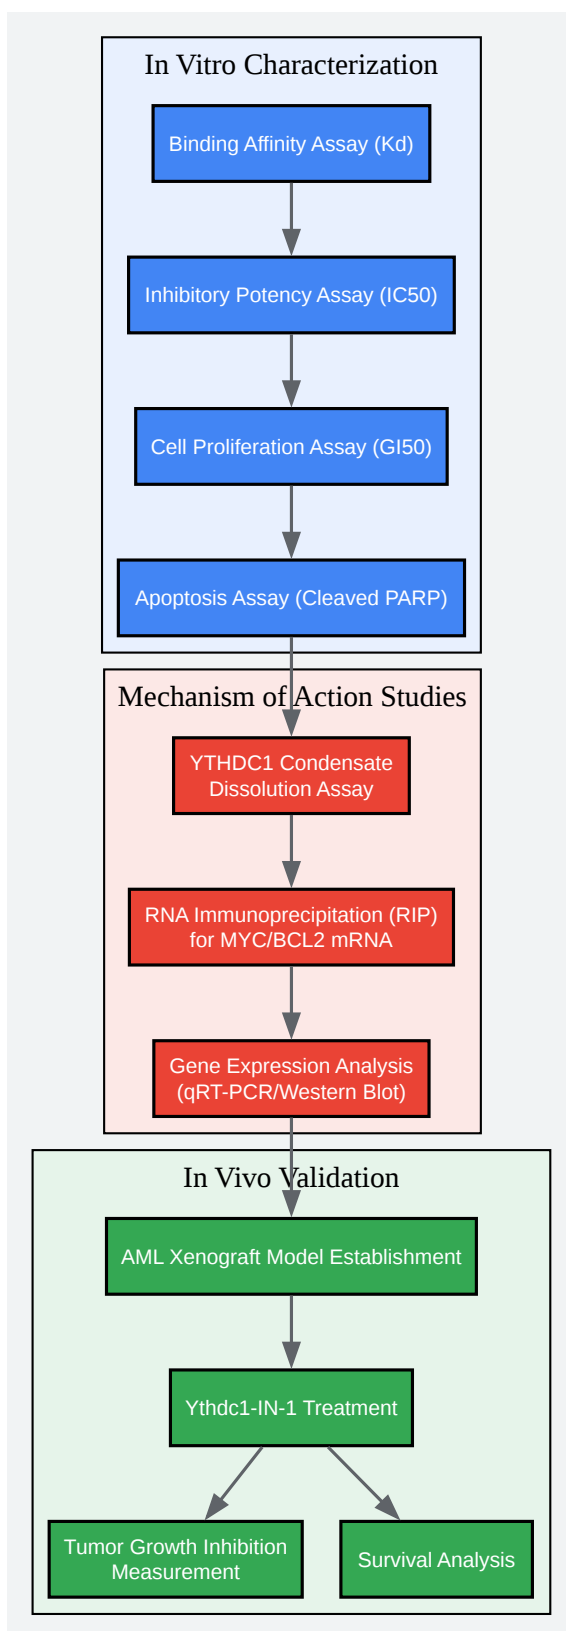 In Vitro Characterization
Binding Affinity Assay (Kd)
Inhibitory Potency Assay (IC50)
Cell Proliferation Assay (GI50)
Apoptosis Assay (Cleaved PARP)
Mechanism of Action Studies
YTHDC1 Condensate
Dissolution Assay
RNA Immunoprecipitation (RIP)
for MYC/BCL2 mRNA
Gene Expression Analysis
(qRT-PCR/Western Blot)
In Vivo Validation
AML Xenograft Model Establishment
Ythdc1-IN-1 Treatment
Tumor Growth Inhibition
Measurement
Survival Analysis